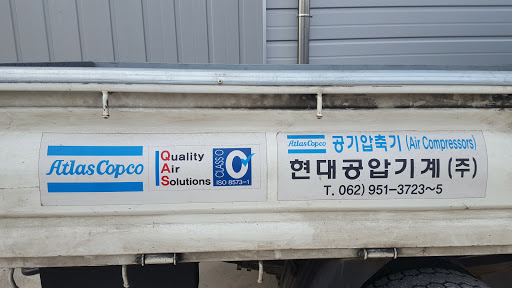 Atlas Copco
Quality
Air
Solutions
CLASS 0
ISO 8573-1
Atlas Copco 공기압축기 (Air Compressors)
현대공압기계 (주)
T. 062) 951-3723~5